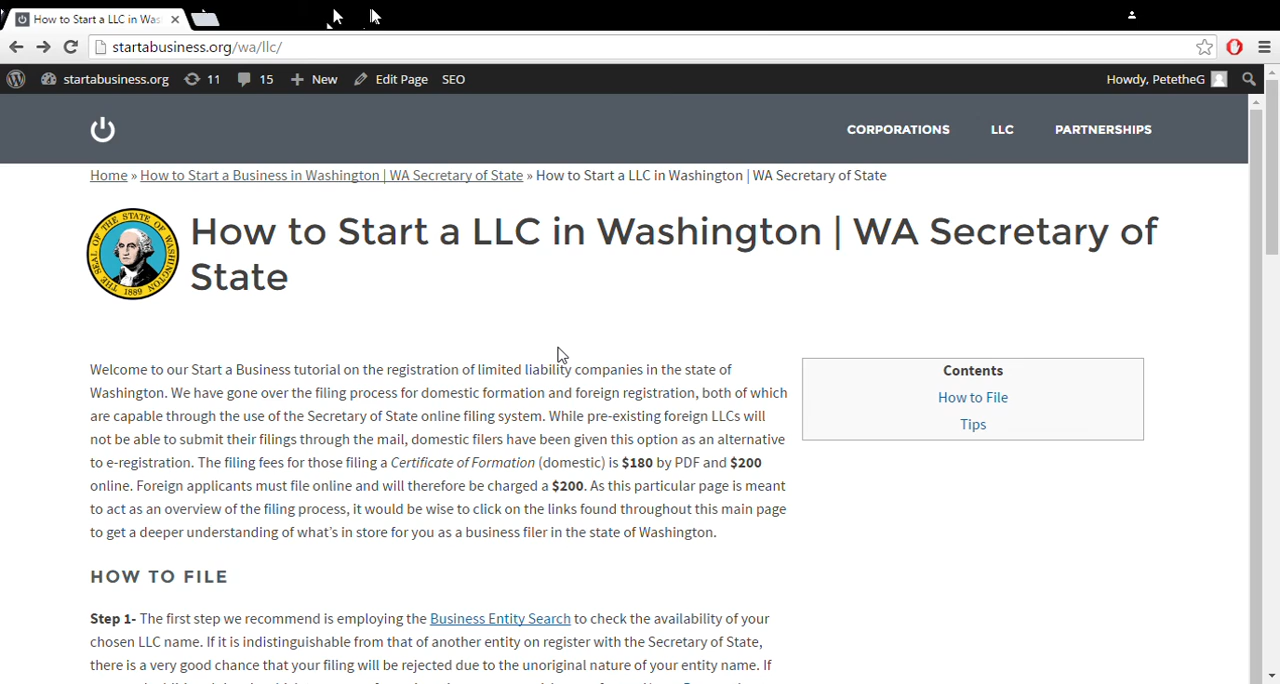 How to Start a LLC in Was
startabusiness.org/wa/llc/
startabusiness.org 11 15 New Edit Page SEO Howdy, PetetheG
CORPORATIONS LLC PARTNERSHIPS
Home » How to Start a Business in Washington | WA Secretary of State » How to Start a LLC in Washington | WA Secretary of State
THE SEAL OF THE STATE OF WASHINGTON
1889
How to Start a LLC in Washington | WA Secretary of
State
Welcome to our Start a Business tutorial on the registration of limited liability companies in the state of
Washington. We have gone over the filing process for domestic formation and foreign registration, both of which
are capable through the use of the Secretary of State online filing system. While pre-existing foreign LLCs will
not be able to submit their filings through the mail, domestic filers have been given this option as an alternative
to e-registration. The filing fees for those filing a Certificate of Formation (domestic) is $180 by PDF and $200
online. Foreign applicants must file online and will therefore be charged a $200. As this particular page is meant
to act as an overview of the filing process, it would be wise to click on the links found throughout this main page
to get a deeper understanding of what's in store for you as a business filer in the state of Washington.
Contents
How to File
Tips
HOW TO FILE
Step 1- The first step we recommend is employing the Business Entity Search to check the availability of your
chosen LLC name. If it is indistinguishable from that of another entity on register with the Secretary of State,
there is a very good chance that your filing will be rejected due to the unoriginal nature of your entity name. If